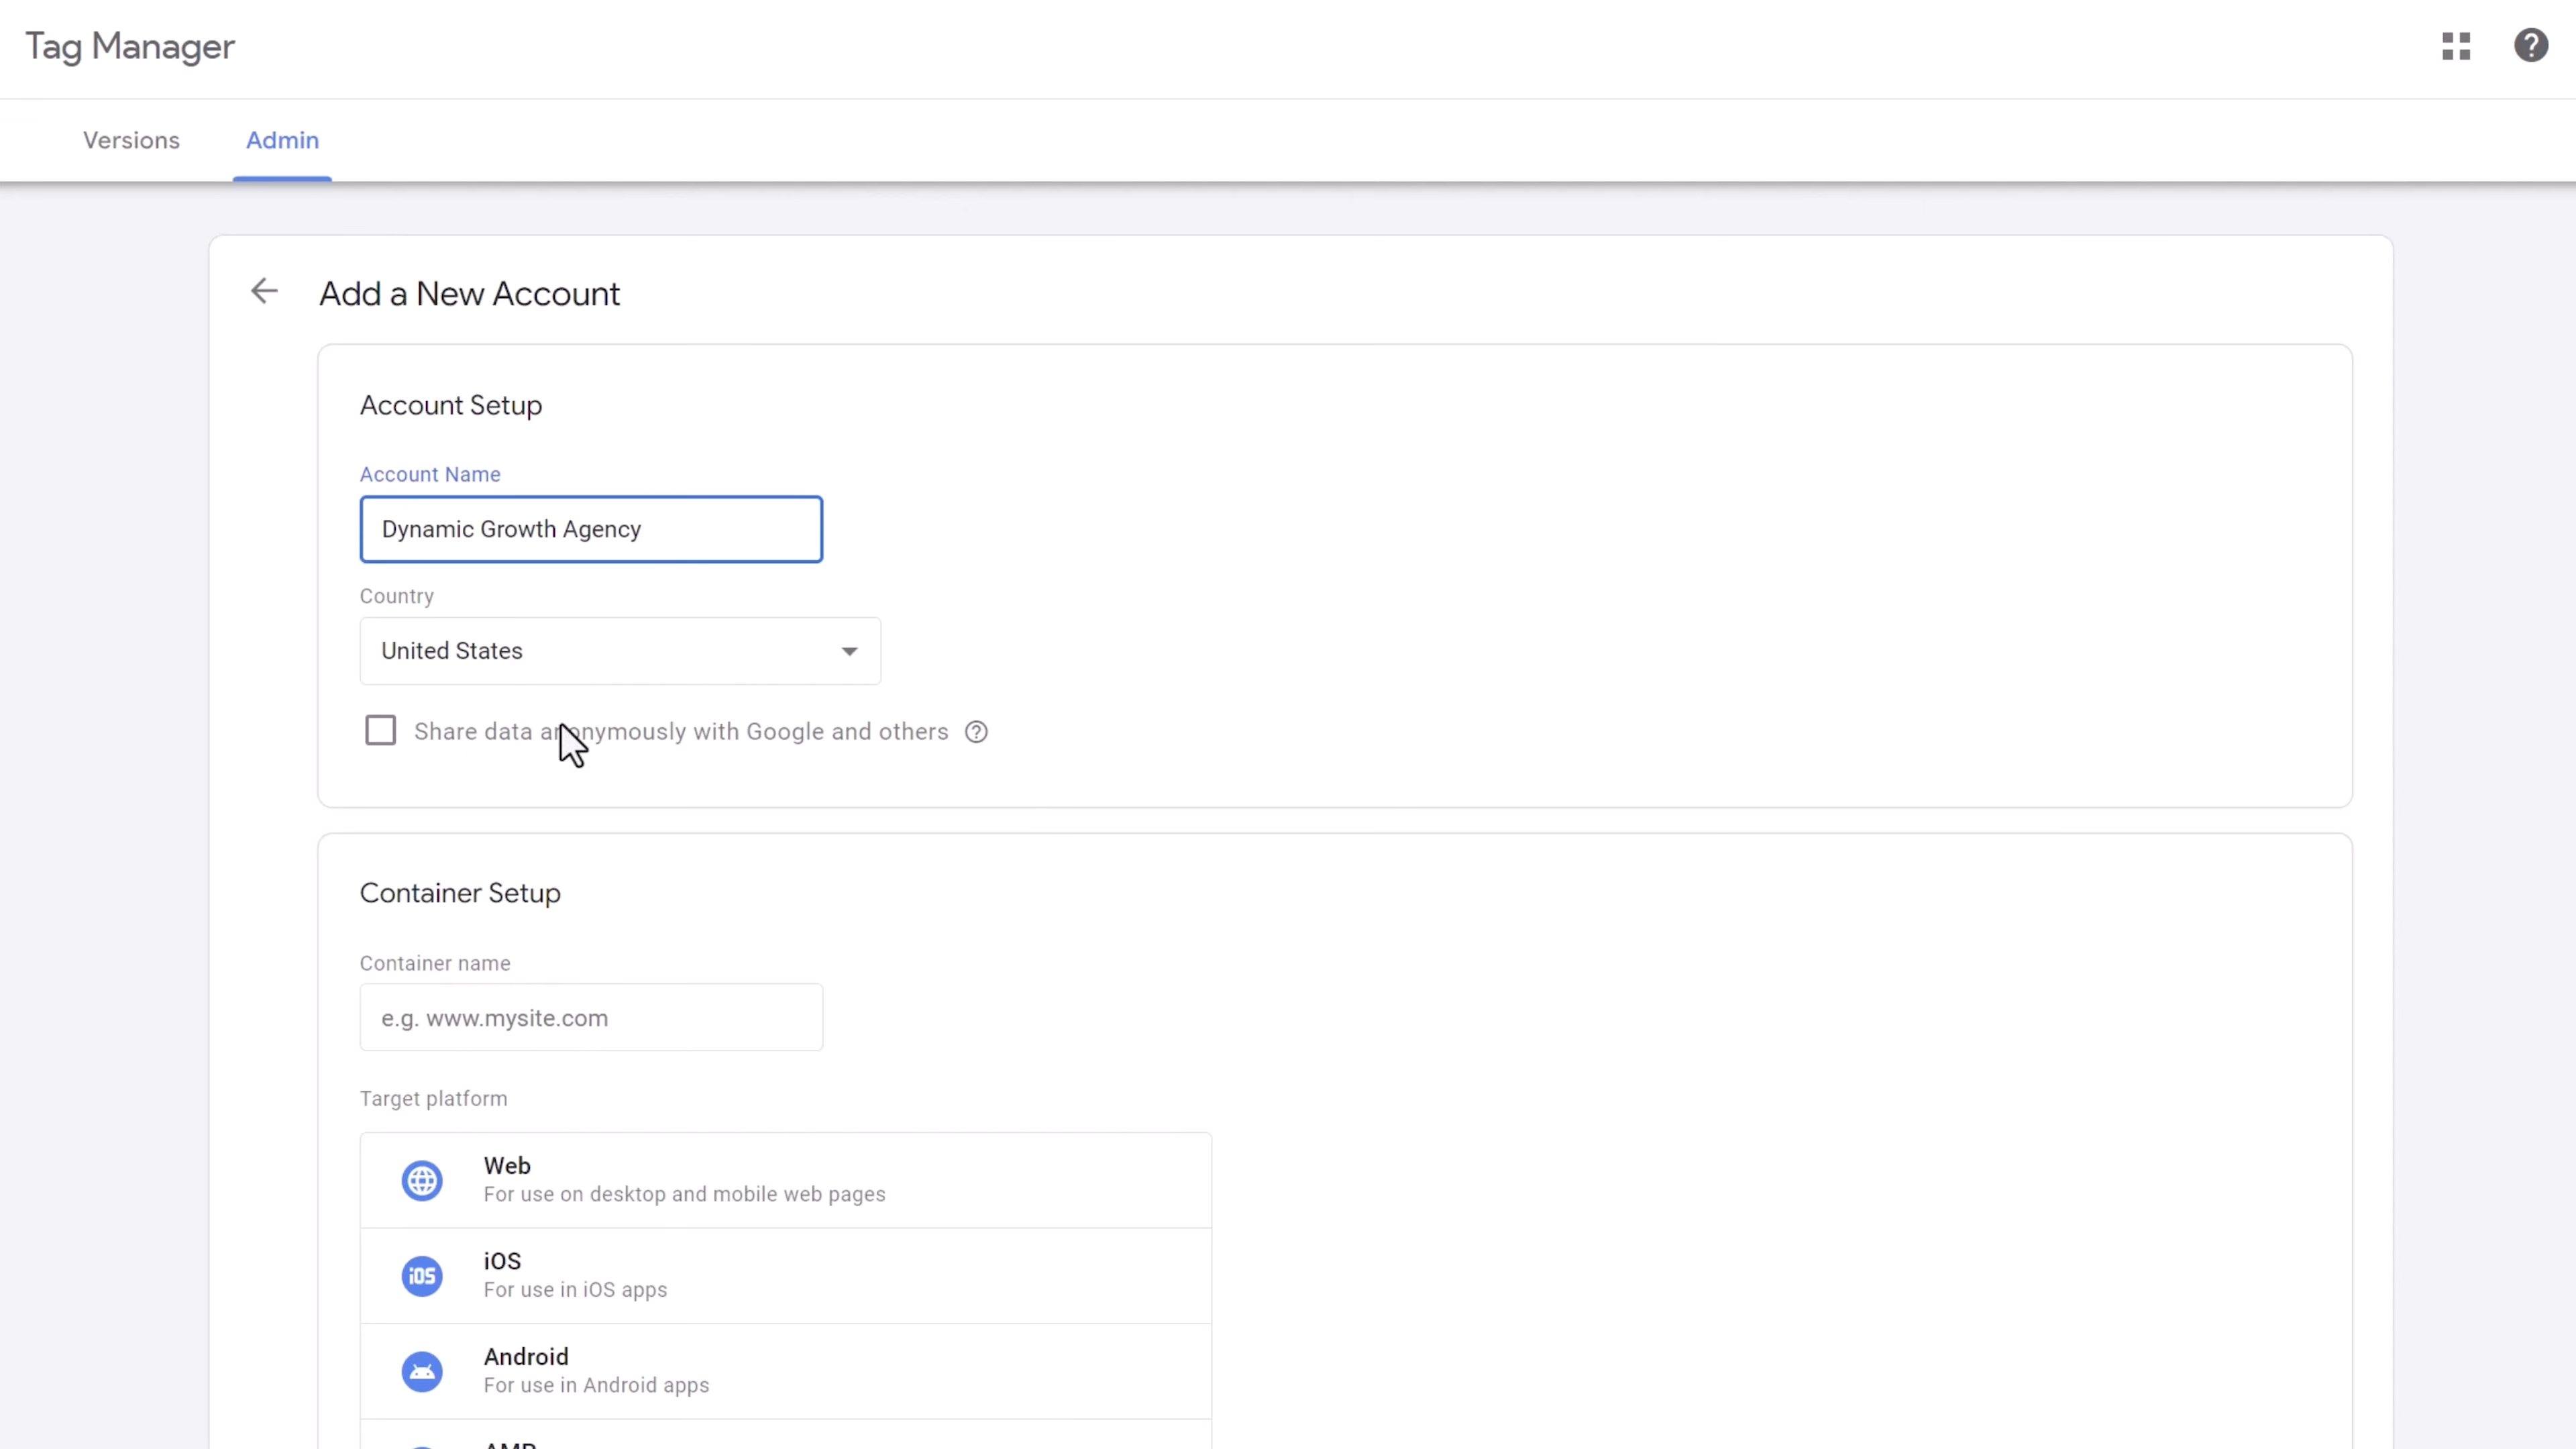 Tag Manager
Versions
Admin
Add a New Account
Account Setup
Account Name
Dynamic Growth Agency
Country
United States
Share data anonymously with Google and others
Container Setup
Container name
e.g. www.mysite.com
Target platform
Web
For use on desktop and mobile web pages
iOS
iOS
For use in iOS apps
Android
For use in Android apps
AMP